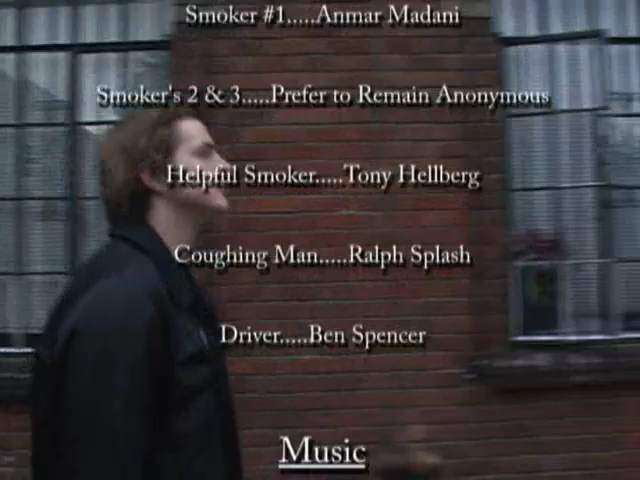 Smoker #1.....Anmar Madani
Smoker's 2 & 3.....Prefer to Remain Anonymous
Helpful Smoker.....Tony Hellberg
Coughing Man.....Ralph Splash
Driver.....Ben Spencer
Music